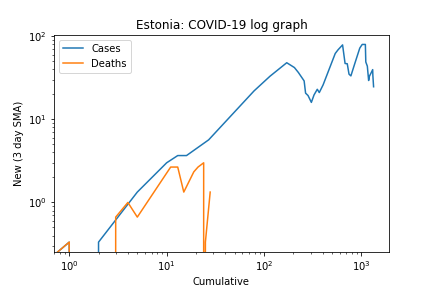 Estonia: COVID-19 log graph
Cases
Deaths
New (3 day SMA)
10²
10¹
10⁰
10⁰ 10¹ 10² 10³
Cumulative